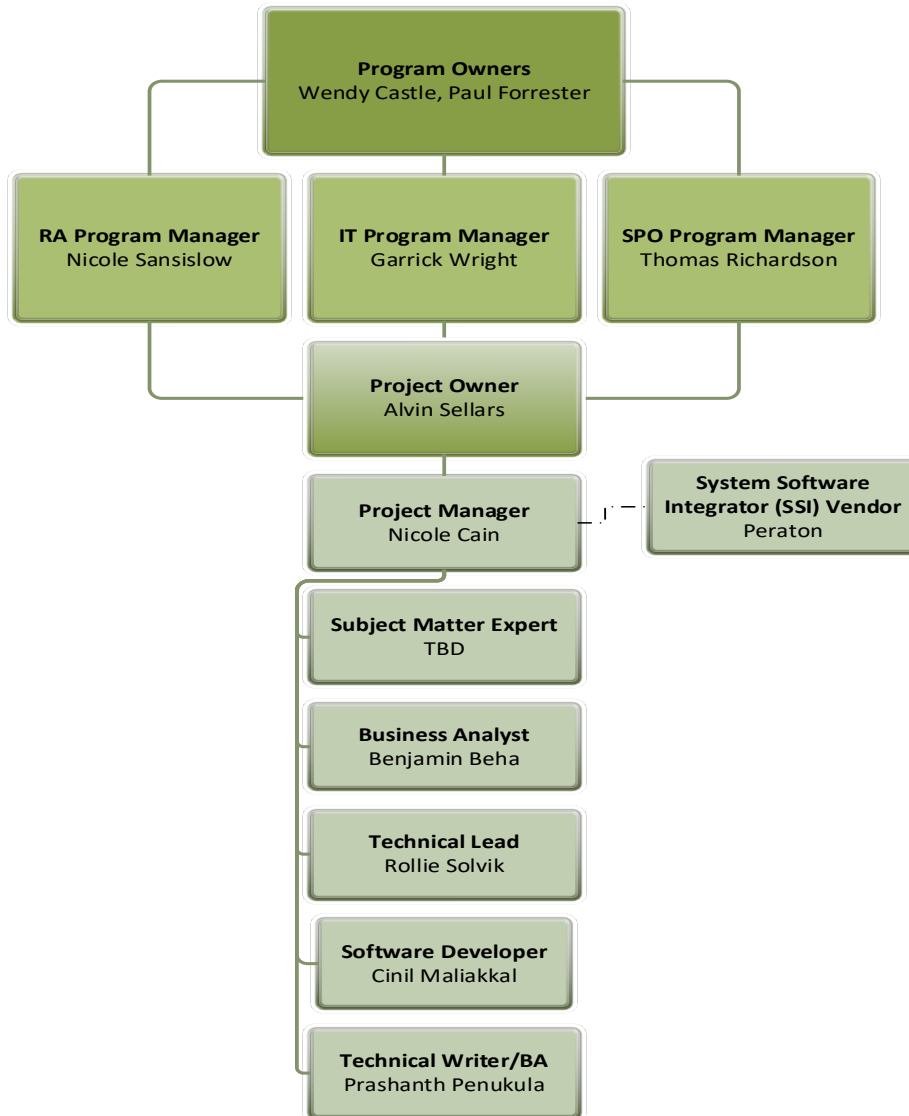 Program Owners
Wendy Castle, Paul Forrester
RA Program Manager
Nicole Sansislow
IT Program Manager
Garrick Wright
SPO Program Manager
Thomas Richardson
Project Owner
Alvin Sellars
Project Manager
Nicole Cain
System Software
Integrator (SSI) Vendor
Peraton
Subject Matter Expert
TBD
Business Analyst
Benjamin Beha
Technical Lead
Rollie Solvik
Software Developer
Cinil Maliakkal
Technical Writer/BA
Prashanth Penukula